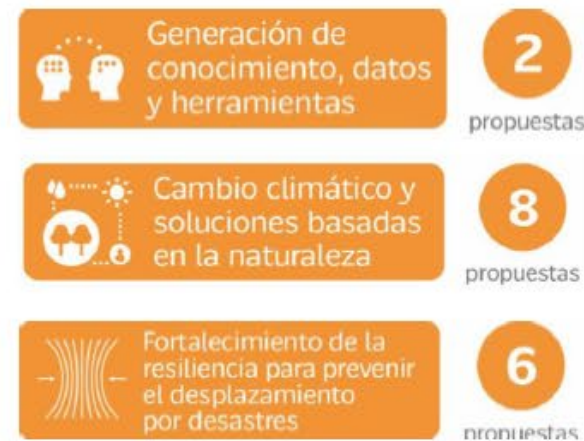 Generación de
conocimiento, datos
y herramientas
2
propuestas
Cambio climático y
soluciones basadas
en la naturaleza
8
propuestas
Fortalecimiento de la
resiliencia para prevenir
el desplazamiento
por desastres
6
propuestas